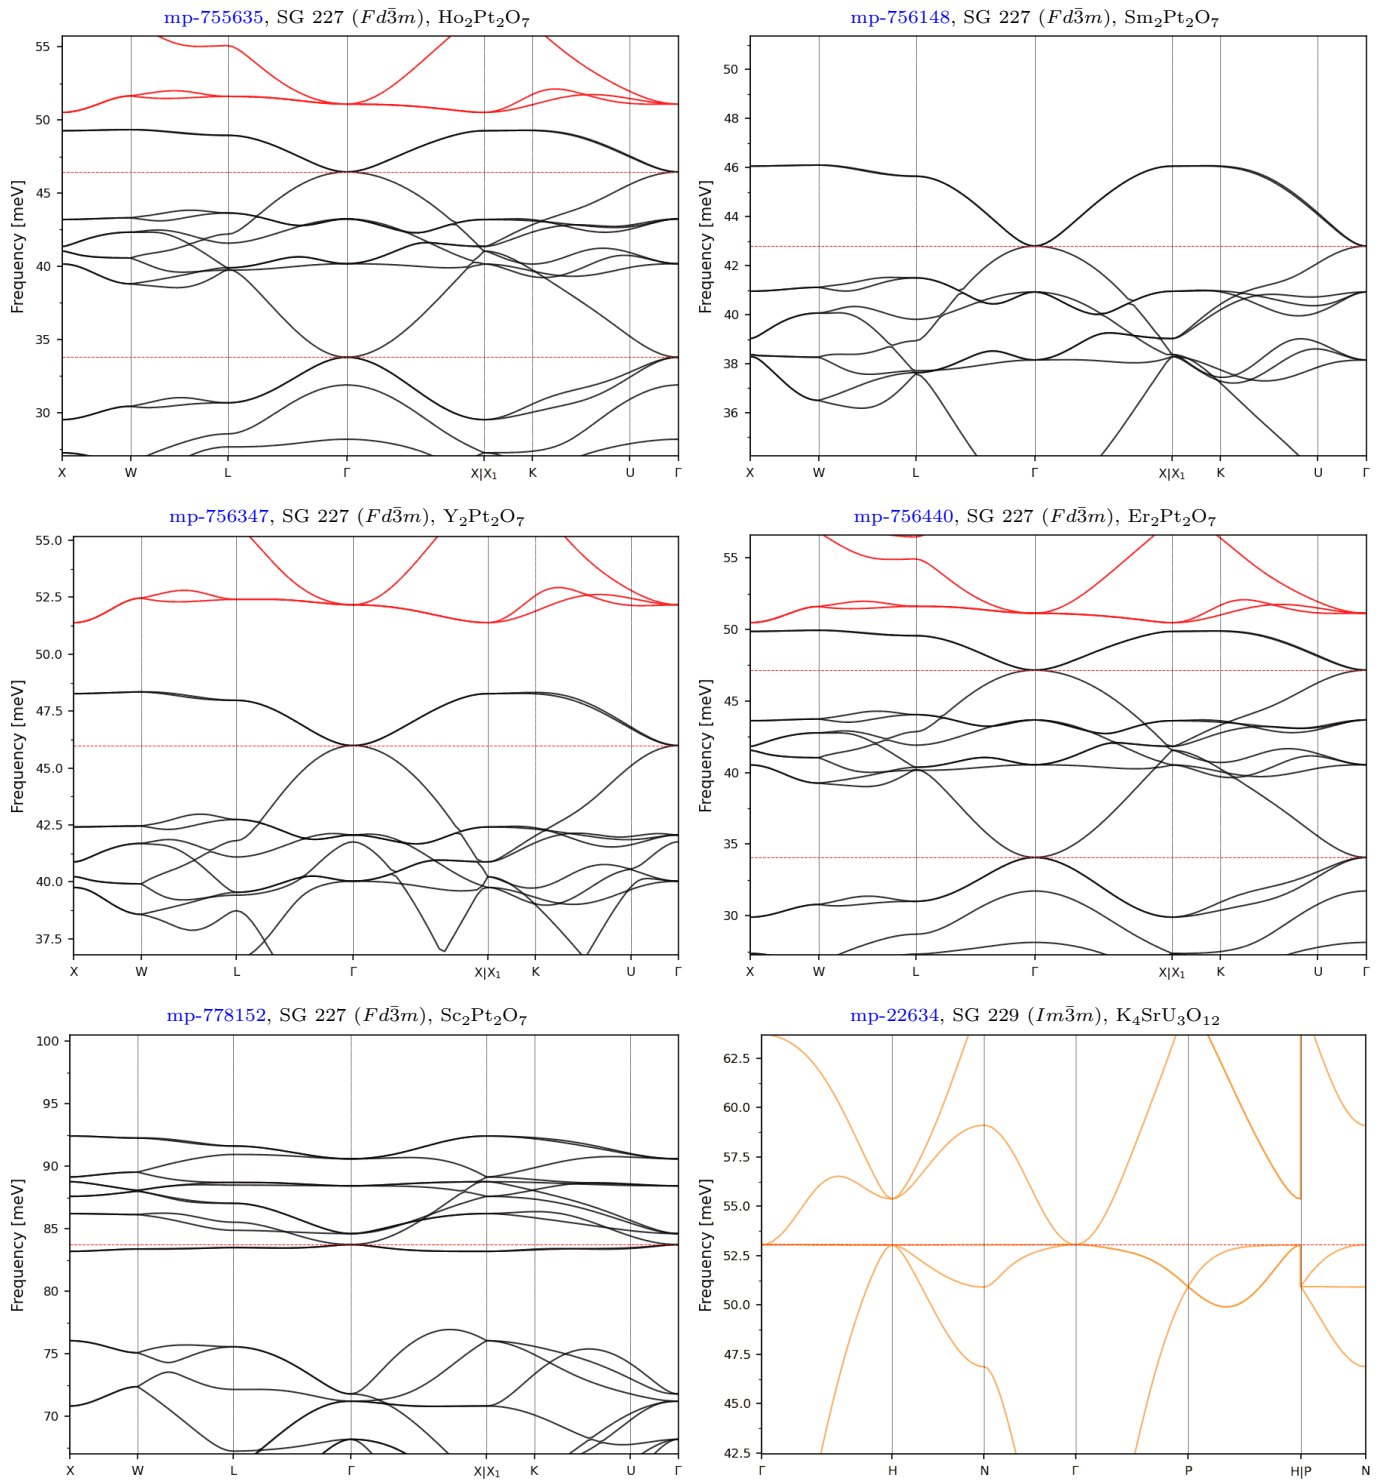 mp-755635, SG 227 (Fd3̄m), Ho₂Pt₂O₇
55
50
45
40
35
30
Frequency [meV]
X W L Γ X|X₁ K U Γ
mp-756148, SG 227 (Fd3̄m), Sm₂Pt₂O₇
50
48
46
44
42
40
38
36
Frequency [meV]
X W L Γ X|X₁ K U Γ
mp-756347, SG 227 (Fd3̄m), Y₂Pt₂O₇
55.0
52.5
50.0
47.5
45.0
42.5
40.0
37.5
Frequency [meV]
X W L Γ X|X₁ K U Γ
mp-756440, SG 227 (Fd3̄m), Er₂Pt₂O₇
55
50
45
40
35
30
Frequency [meV]
X W L Γ X|X₁ K U Γ
mp-778152, SG 227 (Fd3̄m), Sc₂Pt₂O₇
100
95
90
85
80
75
70
Frequency [meV]
X W L Γ X|X₁ K U Γ
mp-22634, SG 229 (Im3̄m), K₄SrU₃O₁₂
62.5
60.0
57.5
55.0
52.5
50.0
47.5
45.0
42.5
Frequency [meV]
Γ H N Γ P H|P N